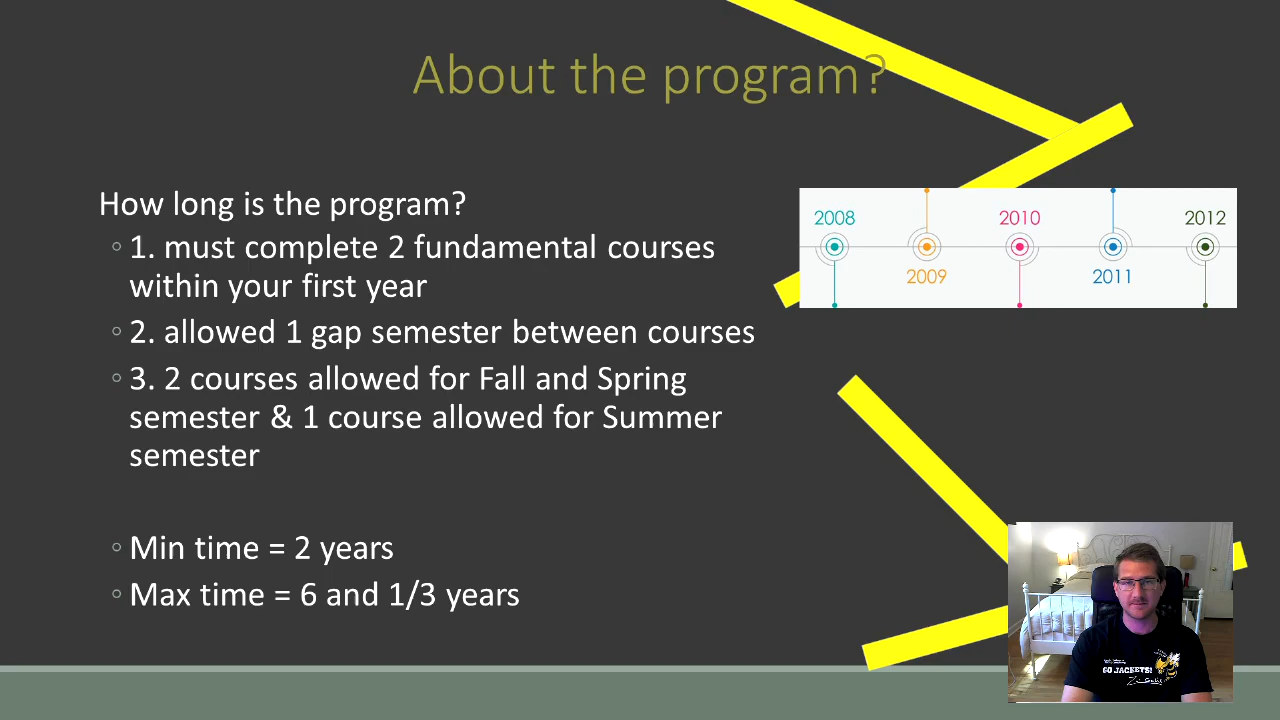 About the program?
How long is the program?
◦ 1. must complete 2 fundamental courses
within your first year
◦ 2. allowed 1 gap semester between courses
◦ 3. 2 courses allowed for Fall and Spring
semester & 1 course allowed for Summer
semester
◦ Min time = 2 years
◦ Max time = 6 and 1/3 years
2008
2009
2010
2011
2012
GO JACKETS!